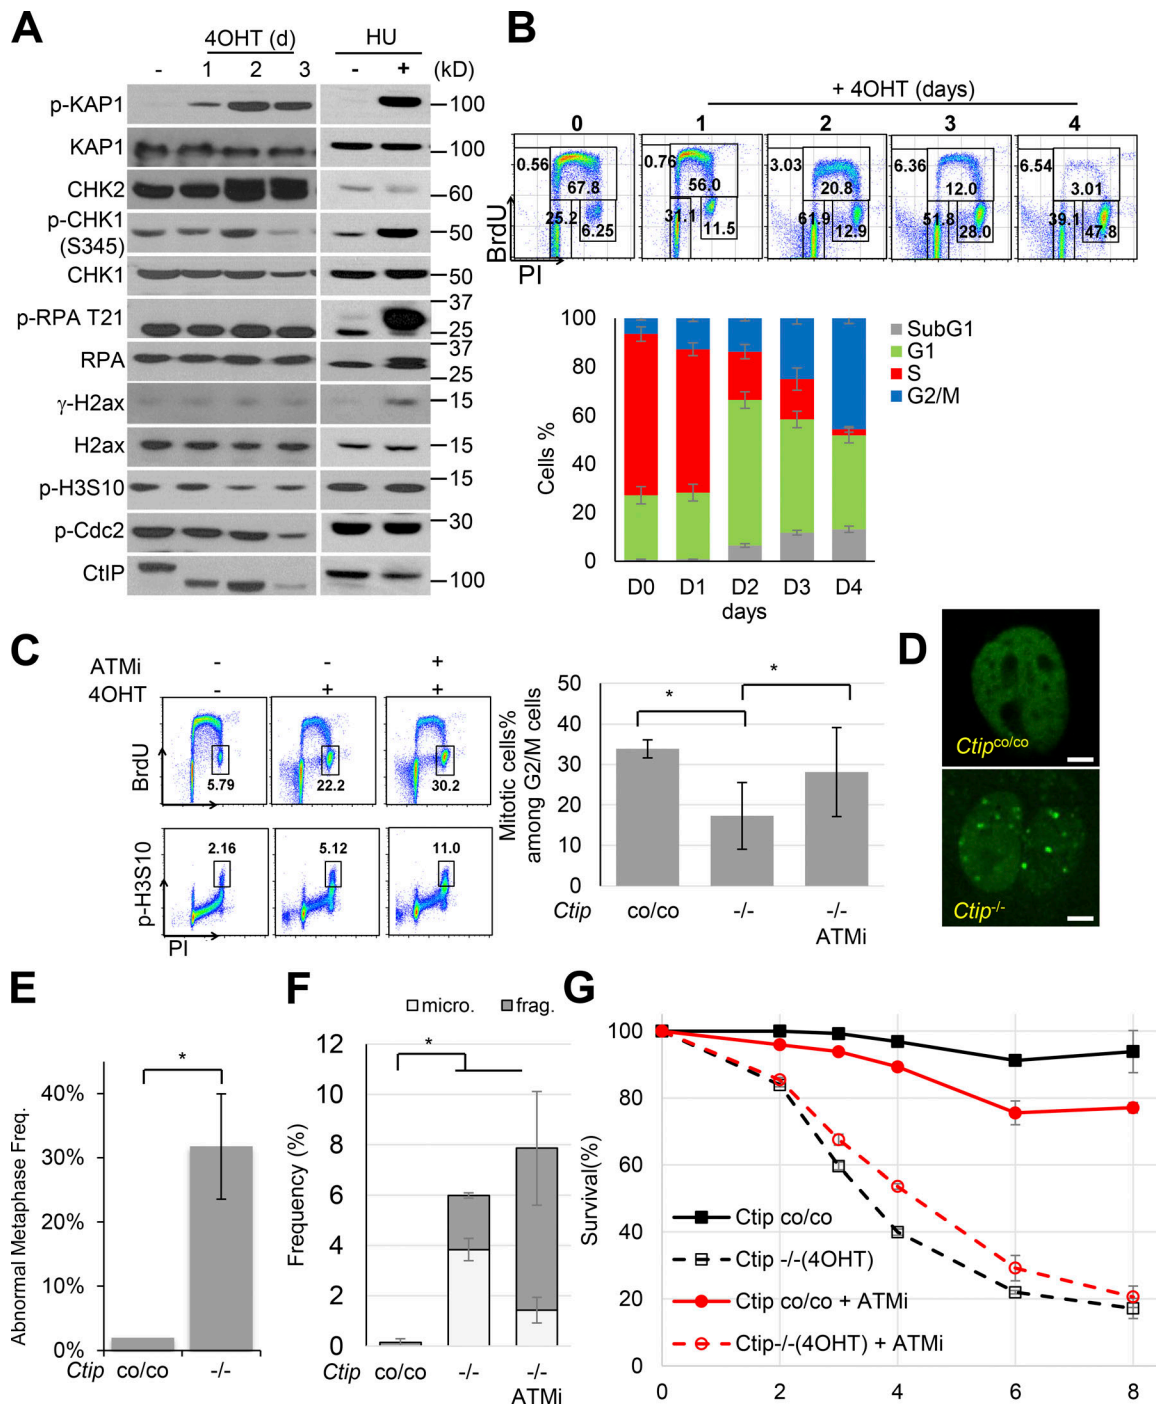 A
4OHT (d)
HU
- 1 2 3 - + (kD)
p-KAP1 100
KAP1 100
CHK2 60
p-CHK1
(S345) 50
CHK1 50
37
p-RPA T21
25
37
RPA
25
γ-H2ax 15
H2ax 15
15
p-H3S10
30
p-Cdc2
CtIP 100
B
+ 4OHT (days)
0 1 2 3 4
0.56 67.8 25.2 6.25
0.76 56.0 31.1 11.5
3.03 20.8 61.9 12.9
6.36 12.0 51.8 28.0
6.54 3.01 39.1 47.8
BrdU
PI
100
80
60
40
20
0
Cells %
D0 D1 D2 D3 D4
days
SubG1
G1
S
G2/M
C
ATMi - - +
4OHT - + +
BrdU
5.79 22.2 30.2
p-H3S10
2.16 5.12 11.0
PI
Mitotic cells%
among G2/M cells
50
40
30
20
10
0
* *
Ctip co/co -/- -/-
ATMi
D
Ctip co/co
Ctip -/-
E
Abnormal Metaphase Freq.
40%
30%
20%
10%
0%
*
Ctip co/co -/-
F
micro. frag.
Frequency (%)
12
10
8
6
4
2
0
*
Ctip co/co -/- -/-
ATMi
G
Survival(%)
100
80
60
40
20
0
Ctip co/co
Ctip -/-(4OHT)
Ctip co/co + ATMi
Ctip-/-(4OHT) + ATMi
0 2 4 6 8